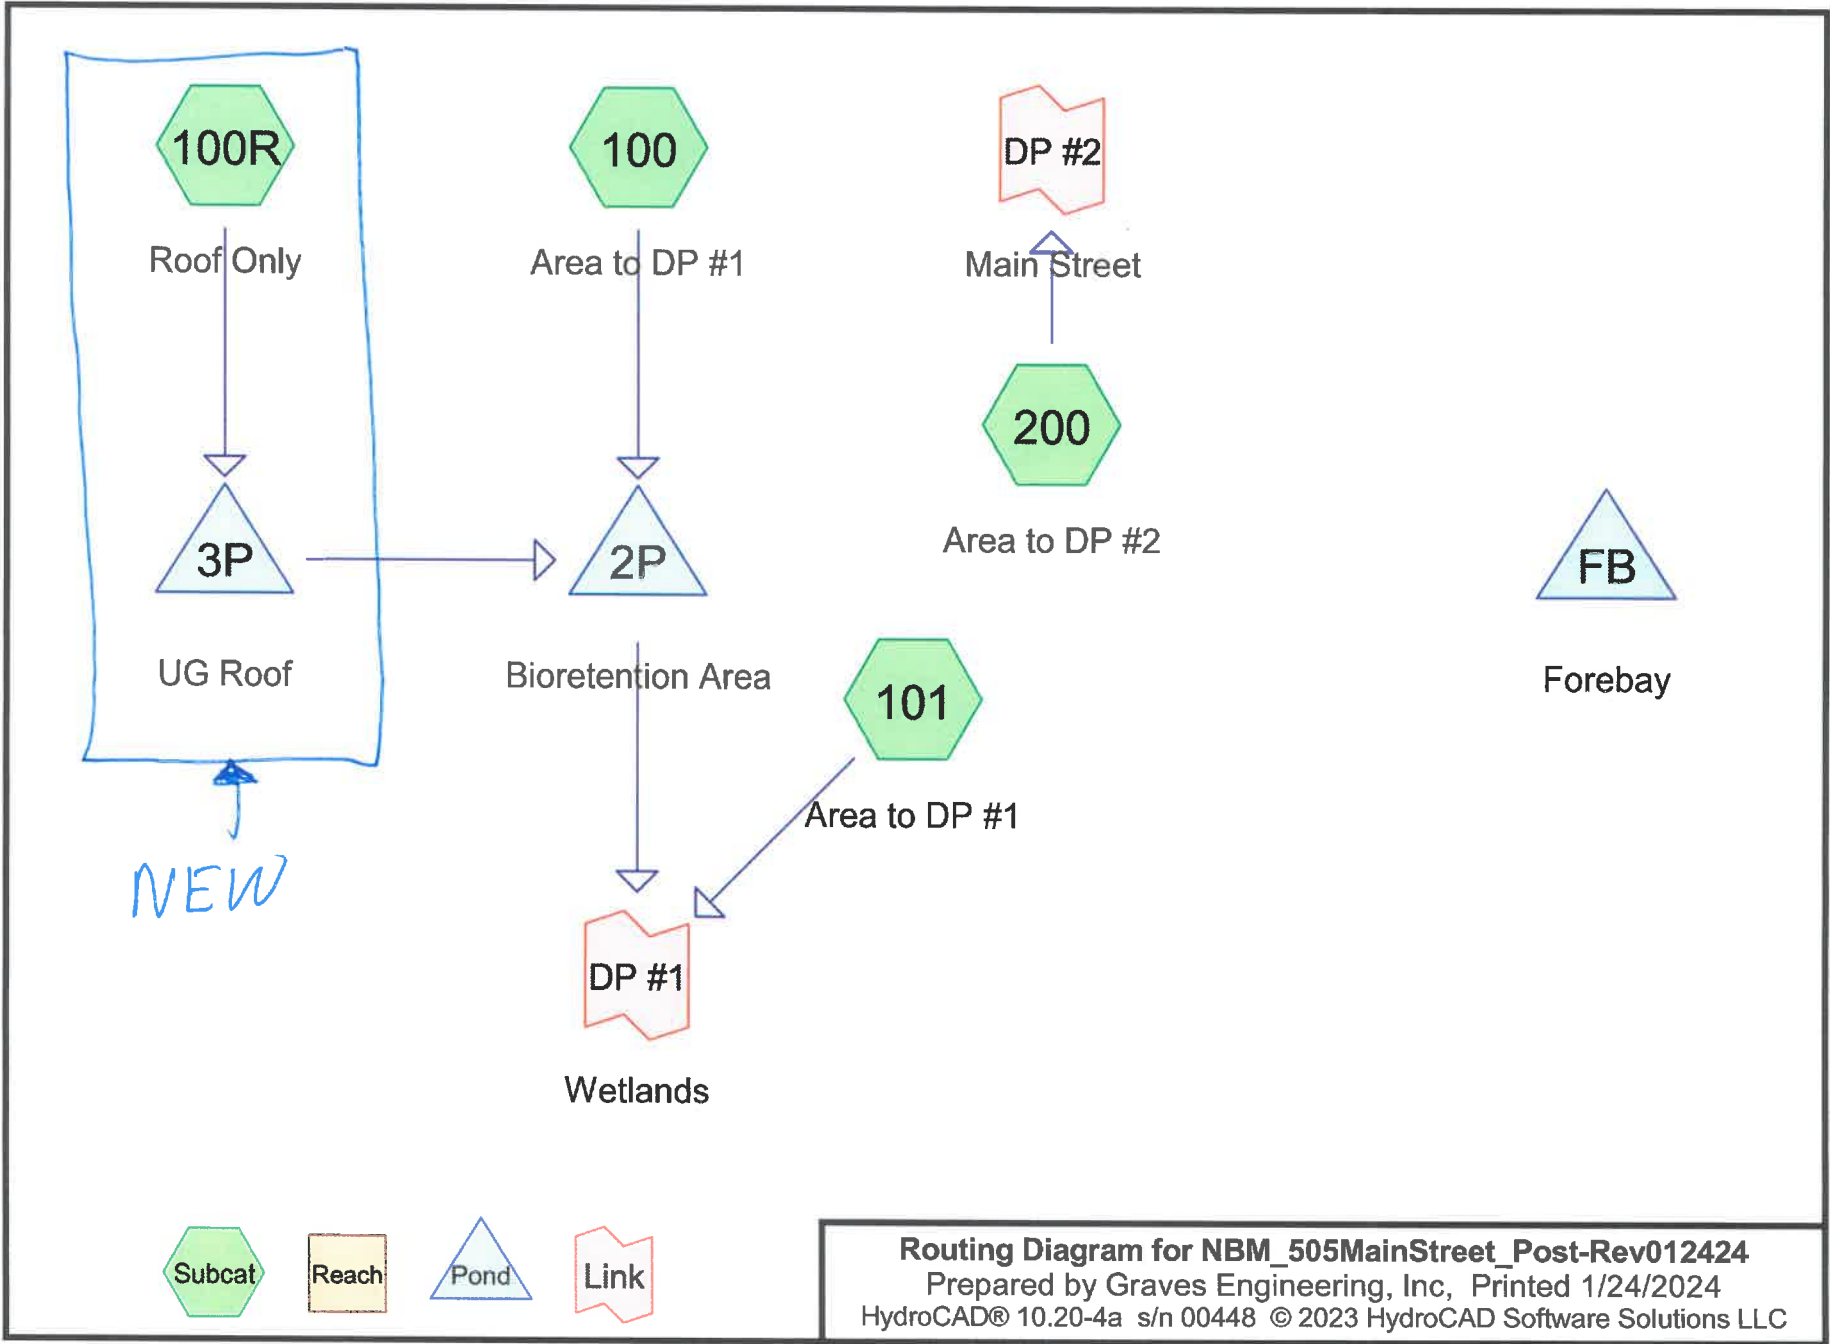 100R
Roof Only
100
Area to DP #1
DP #2
Main Street
200
Area to DP #2
3P
UG Roof
2P
Bioretention Area
FB
Forebay
101
Area to DP #1
NEW
DP #1
Wetlands
Subcat
Reach
Pond
Link
Routing Diagram for NBM_505MainStreet_Post-Rev012424
Prepared by Graves Engineering, Inc, Printed 1/24/2024
HydroCAD® 10.20-4a s/n 00448 © 2023 HydroCAD Software Solutions LLC